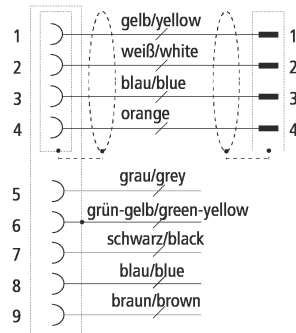 gelb/yellow
1 1
weiß/white
2 2
blau/blue
3 3
orange
4 4
grau/grey
5
grün-gelb/green-yellow
6
schwarz/black
7
blau/blue
8
braun/brown
9